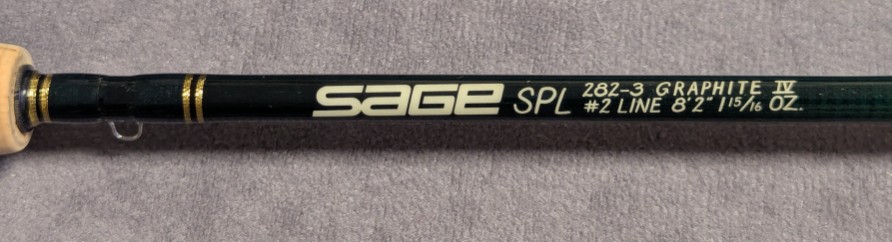 SAGE SPL
282-3 GRAPHITE IV
#2 LINE 8'2" 1 15/16 OZ.